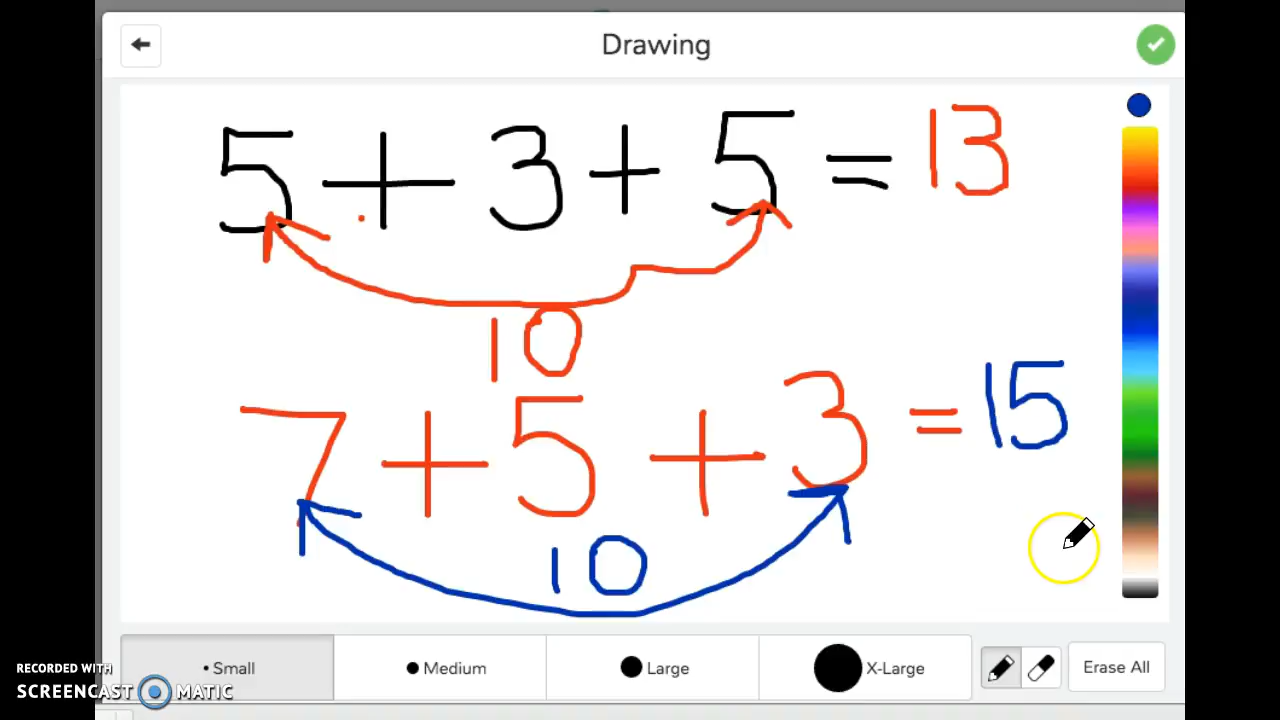 Drawing
5 + 3 + 5 = 13
10
7 + 5 + 3 = 15
10
Small Medium Large X-Large Erase All
RECORDED WITH
SCREENCAST MATIC